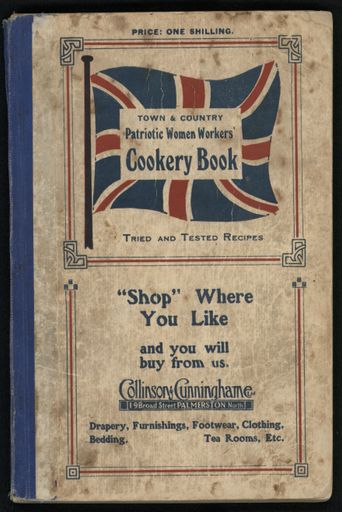 PRICE: ONE SHILLING.
TOWN & COUNTRY
Patriotic Women Workers'
Cookery Book
TRIED AND TESTED RECIPES
"Shop" Where
You Like
and you will
buy from us.
Collinson & Cunninghame
19 Broad Street PALMERSTON North
Drapery, Furnishings, Footwear, Clothing,
Bedding, Tea Rooms, Etc.